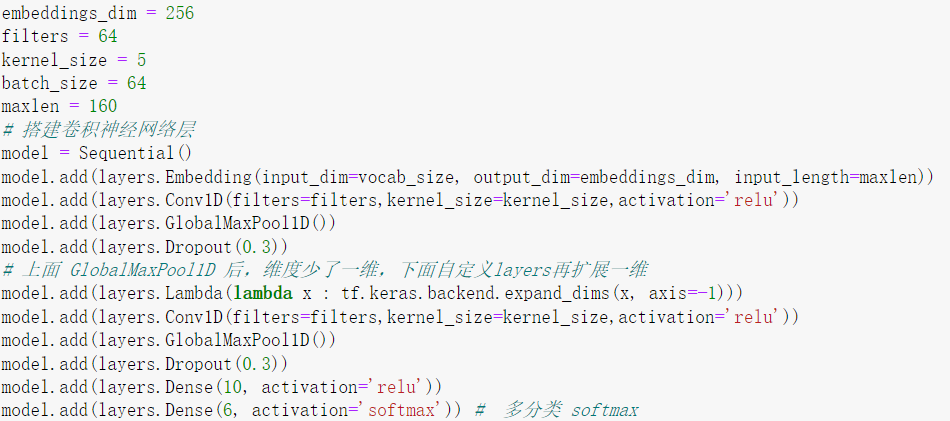 embeddings_dim = 256
filters = 64
kernel_size = 5
batch_size = 64
maxlen = 160
# 搭建卷积神经网络层
model = Sequential()
model.add(layers.Embedding(input_dim=vocab_size, output_dim=embeddings_dim, input_length=maxlen))
model.add(layers.Conv1D(filters=filters,kernel_size=kernel_size,activation='relu'))
model.add(layers.GlobalMaxPool1D())
model.add(layers.Dropout(0.3))
# 上面 GlobalMaxPool1D 后，维度少了一维，下面自定义layers再扩展一维
model.add(layers.Lambda(lambda x : tf.keras.backend.expand_dims(x, axis=-1)))
model.add(layers.Conv1D(filters=filters,kernel_size=kernel_size,activation='relu'))
model.add(layers.GlobalMaxPool1D())
model.add(layers.Dropout(0.3))
model.add(layers.Dense(10, activation='relu'))
model.add(layers.Dense(6, activation='softmax')) #  多分类 softmax